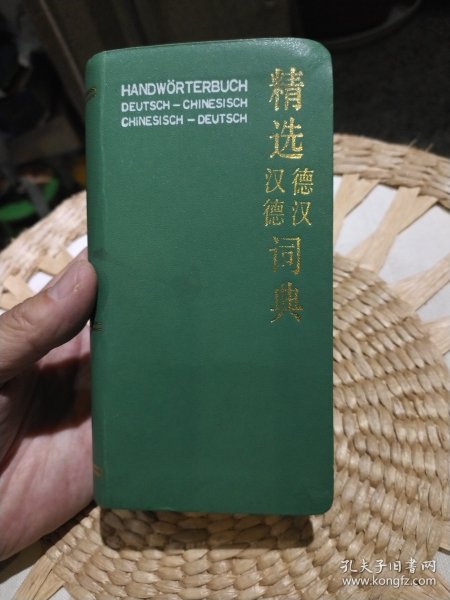 HANDWÖRTERBUCH
DEUTSCH – CHINESISCH
CHINESISCH – DEUTSCH
精选
德汉
汉德
词典
孔夫子旧书网
www.kongfz.com